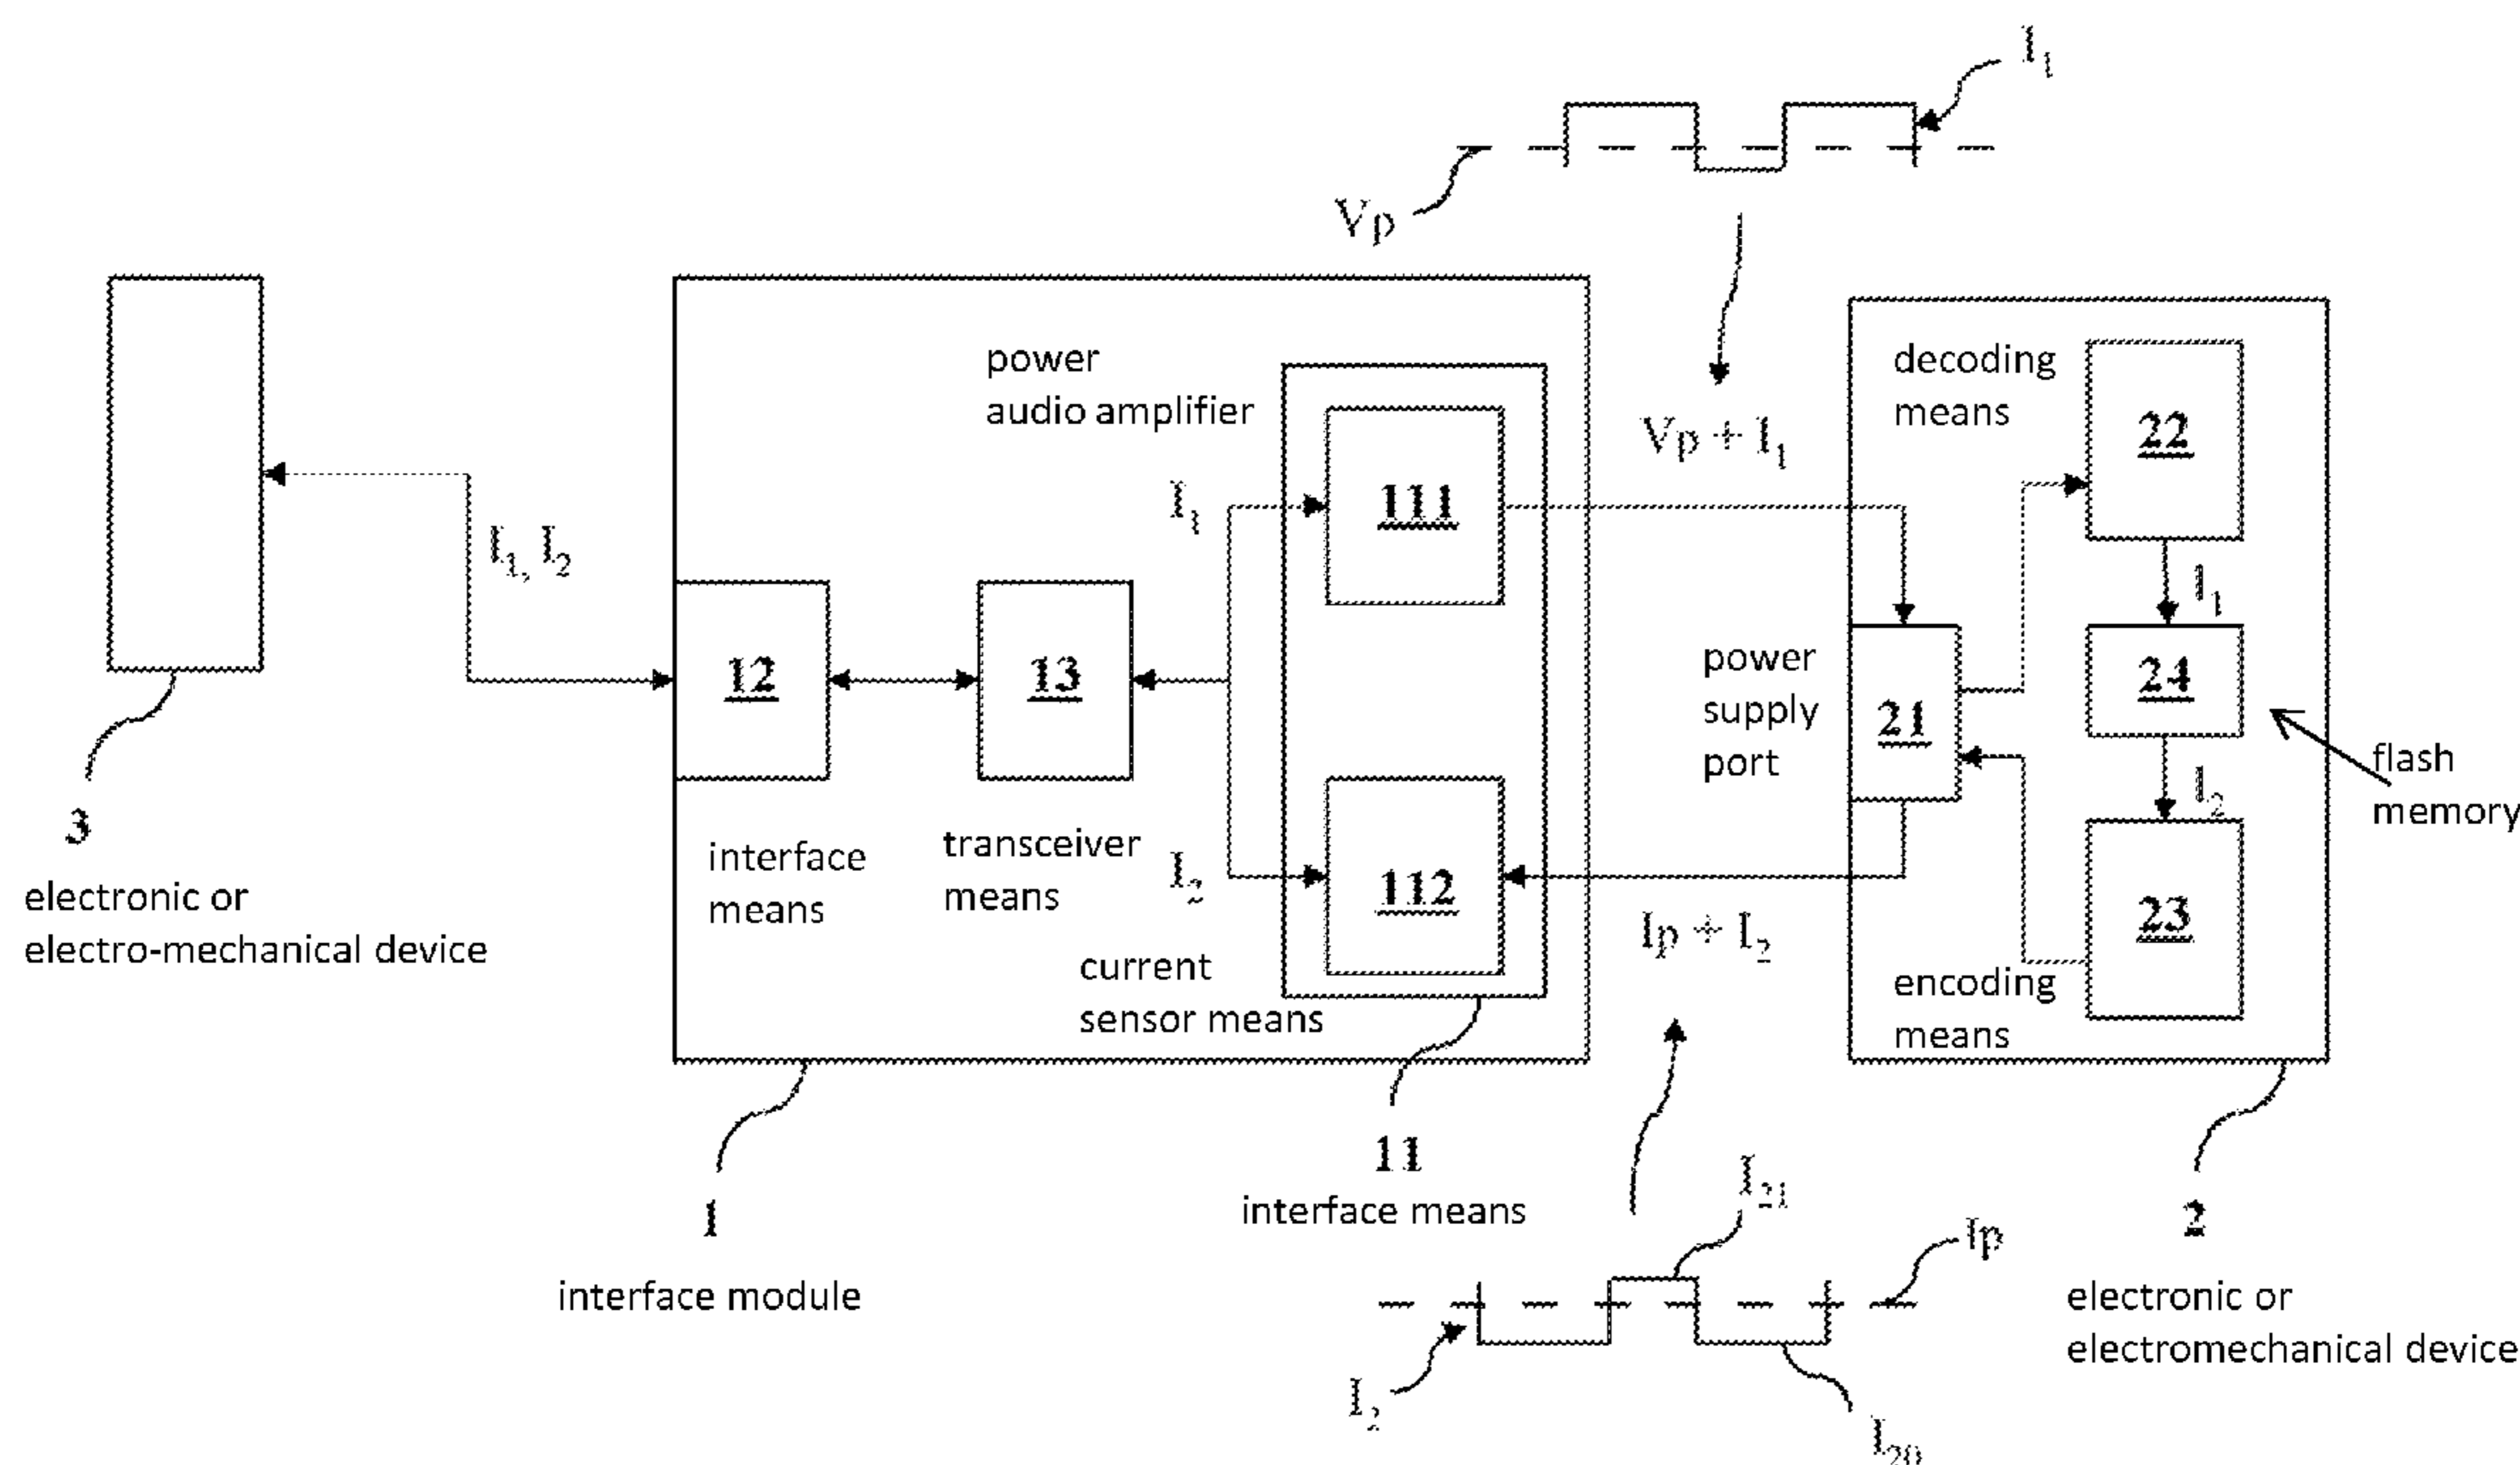 I1
Vp
power
audio amplifier
decoding
means
22
Vp + I1
111
I1
I1, I2
I1
12
13
power
supply
port
21
24
flash
memory
I2
3
interface
means
transceiver
means
I2
112
23
electronic or
electro-mechanical device
Ip + I2
current
sensor means
encoding
means
11
interface means
I21
1
Ip
2
interface module
electronic or
electromechanical device
I2
I20